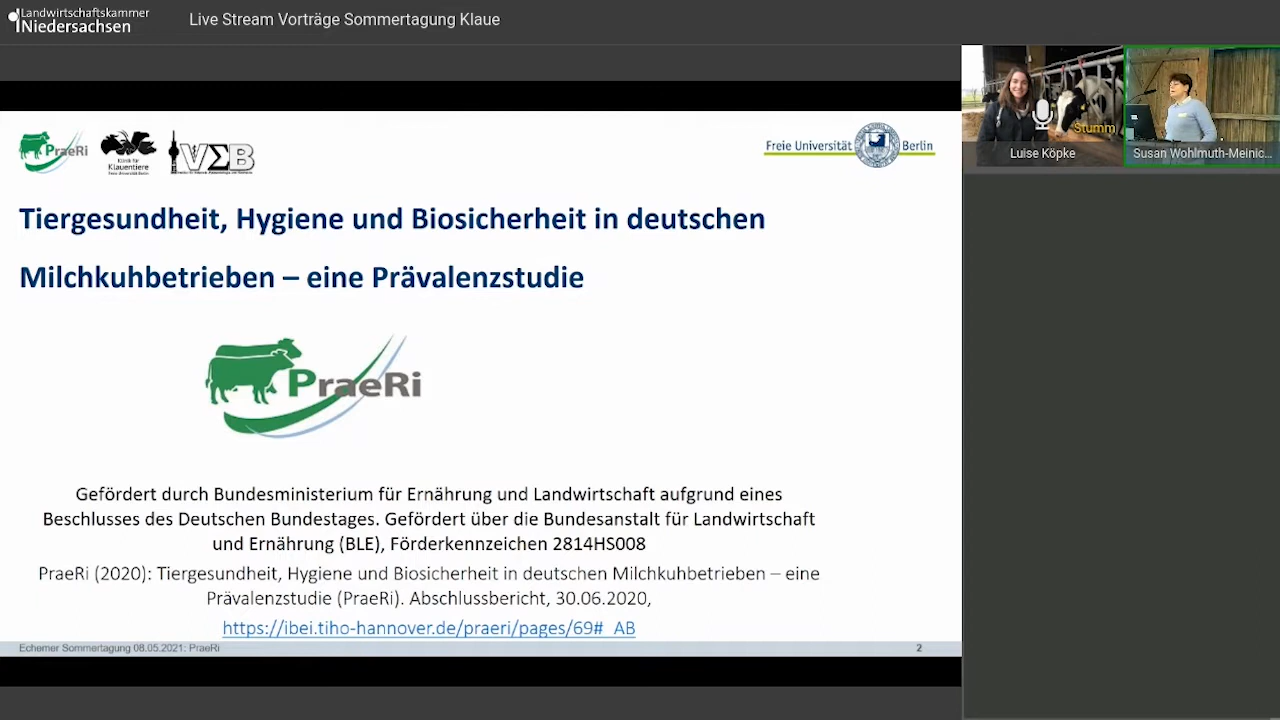 Landwirtschaftskammer
Niedersachsen
Live Stream Vorträge Sommertagung Klaue
PraeRi
Klinik für
Klauentiere
VΣB
Freie Universität Berlin
Stumm
Luise Köpke
Susan Wohlmuth-Meinic...
Tiergesundheit, Hygiene und Biosicherheit in deutschen
Milchkuhbetrieben – eine Prävalenzstudie
PraeRi
Gefördert durch Bundesministerium für Ernährung und Landwirtschaft aufgrund eines
Beschlusses des Deutschen Bundestages. Gefördert über die Bundesanstalt für Landwirtschaft
und Ernährung (BLE), Förderkennzeichen 2814HS008
PraeRi (2020): Tiergesundheit, Hygiene und Biosicherheit in deutschen Milchkuhbetrieben – eine
Prävalenzstudie (PraeRi). Abschlussbericht, 30.06.2020,
https://ibei.tiho-hannover.de/praeri/pages/69#_AB
Echemer Sommertagung 08.05.2021: PraeRi
2